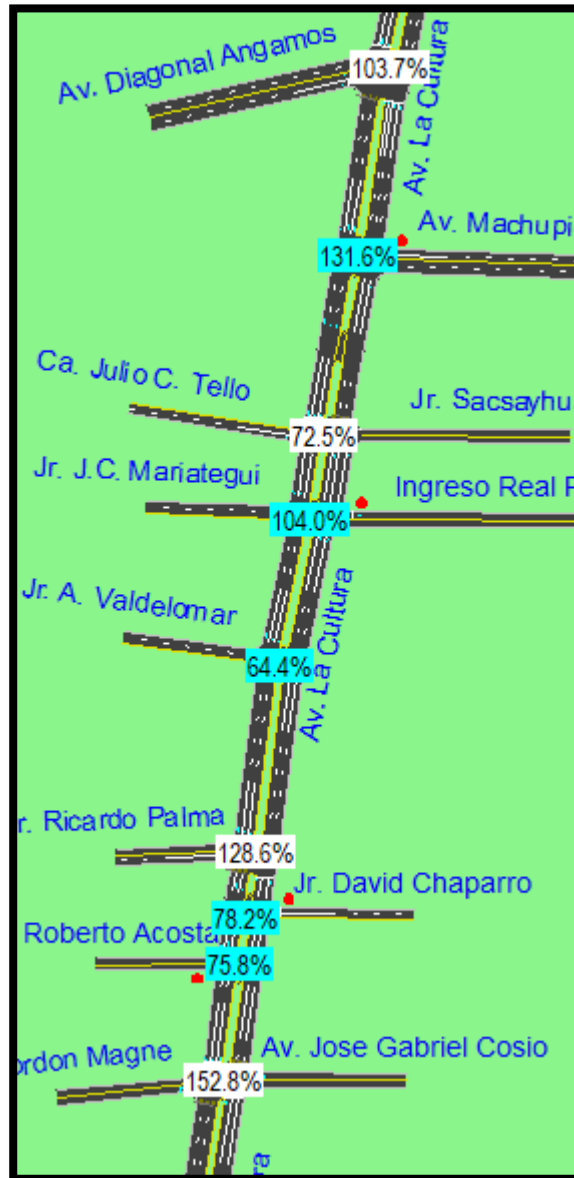 Av. Diagonal Angamos
103.7%
Av. La Cultura
Av. Machupi
131.6%
Ca. Julio C. Tello
Jr. Sacsayhu
72.5%
Jr. J.C. Mariategui
Ingreso Real P
104.0%
Jr. A. Valdelomar
64.4%
Av. La Cultura
r. Ricardo Palma
128.6%
Jr. David Chaparro
78.2%
Roberto Acosta
75.8%
ordon Magne
Av. Jose Gabriel Cosio
152.8%
ra